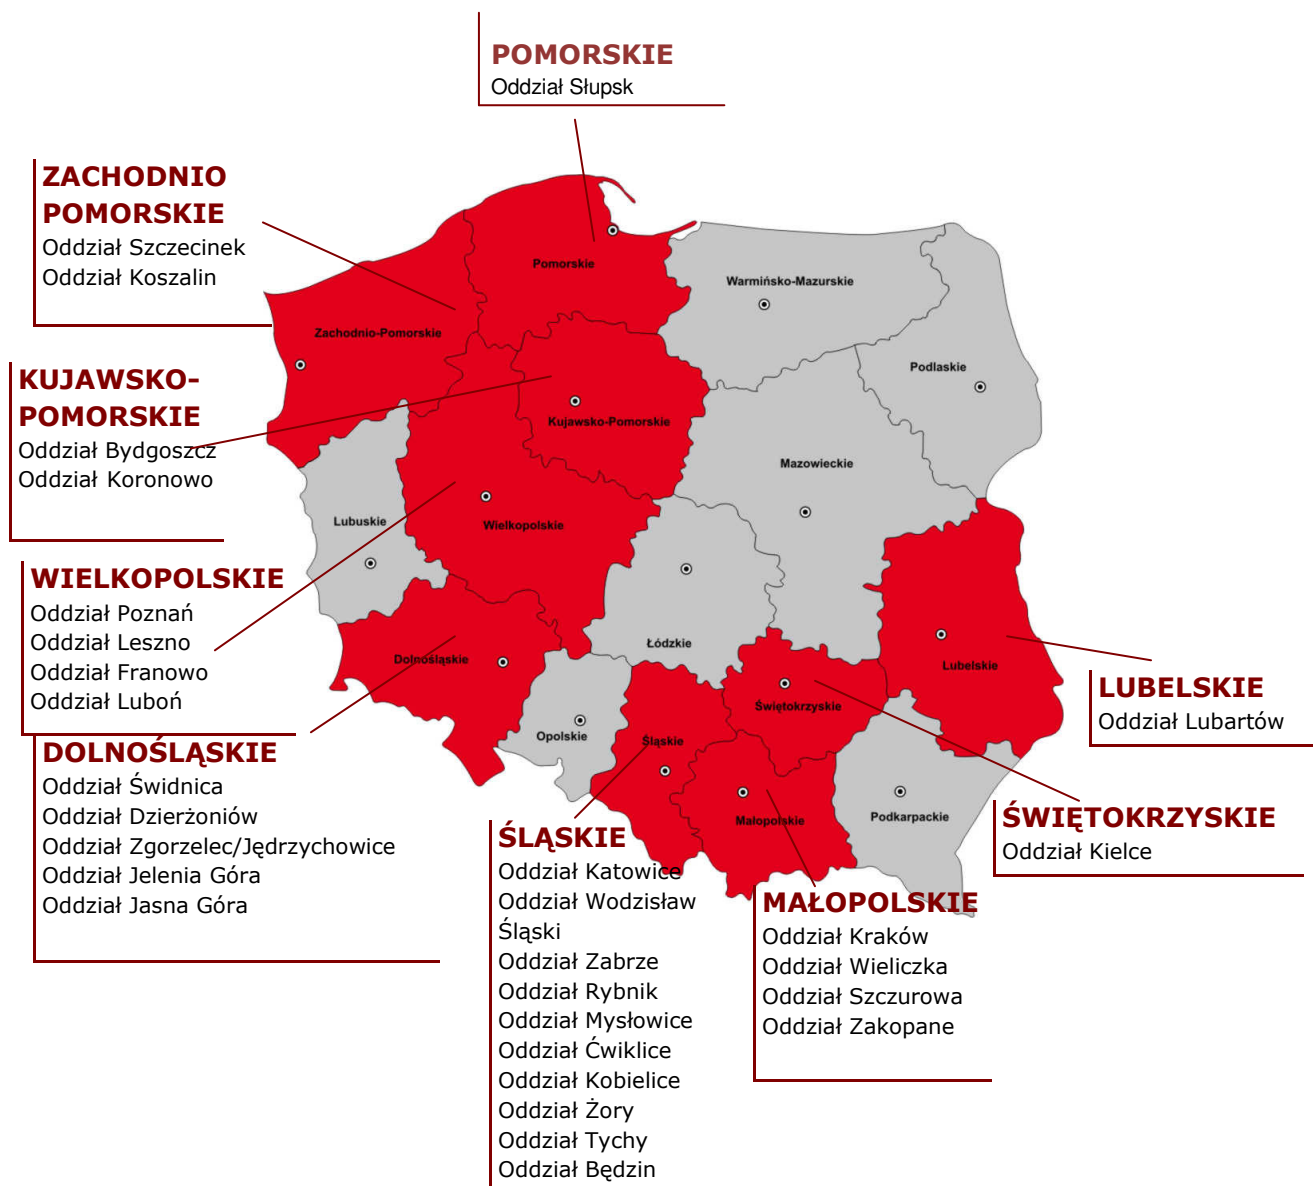 POMORSKIE
Oddział Słupsk
ZACHODNIO
POMORSKIE
Oddział Szczecinek
Oddział Koszalin
KUJAWSKO-
POMORSKIE
Oddział Bydgoszcz
Oddział Koronowo
WIELKOPOLSKIE
Oddział Poznań
Oddział Leszno
Oddział Franowo
Oddział Luboń
DOLNOŚLĄSKIE
Oddział Świdnica
Oddział Dzierżoniów
Oddział Zgorzelec/Jędrzychowice
Oddział Jelenia Góra
Oddział Jasna Góra
Pomorskie
Warmińsko-Mazurskie
Zachodnio-Pomorskie
Podlaskie
Kujawsko-Pomorskie
Mazowieckie
Lubuskie
Wielkopolskie
Łódzkie
Dolnośląskie
Lubelskie
Świętokrzyskie
Opolskie
Śląskie
Małopolskie
Podkarpackie
LUBELSKIE
Oddział Lubartów
ŚWIĘTOKRZYSKIE
Oddział Kielce
ŚLĄSKIE
Oddział Katowice
Oddział Wodzisław
Śląski
Oddział Zabrze
Oddział Rybnik
Oddział Mysłowice
Oddział Ćwiklice
Oddział Kobielice
Oddział Żory
Oddział Tychy
Oddział Będzin
MAŁOPOLSKIE
Oddział Kraków
Oddział Wieliczka
Oddział Szczurowa
Oddział Zakopane